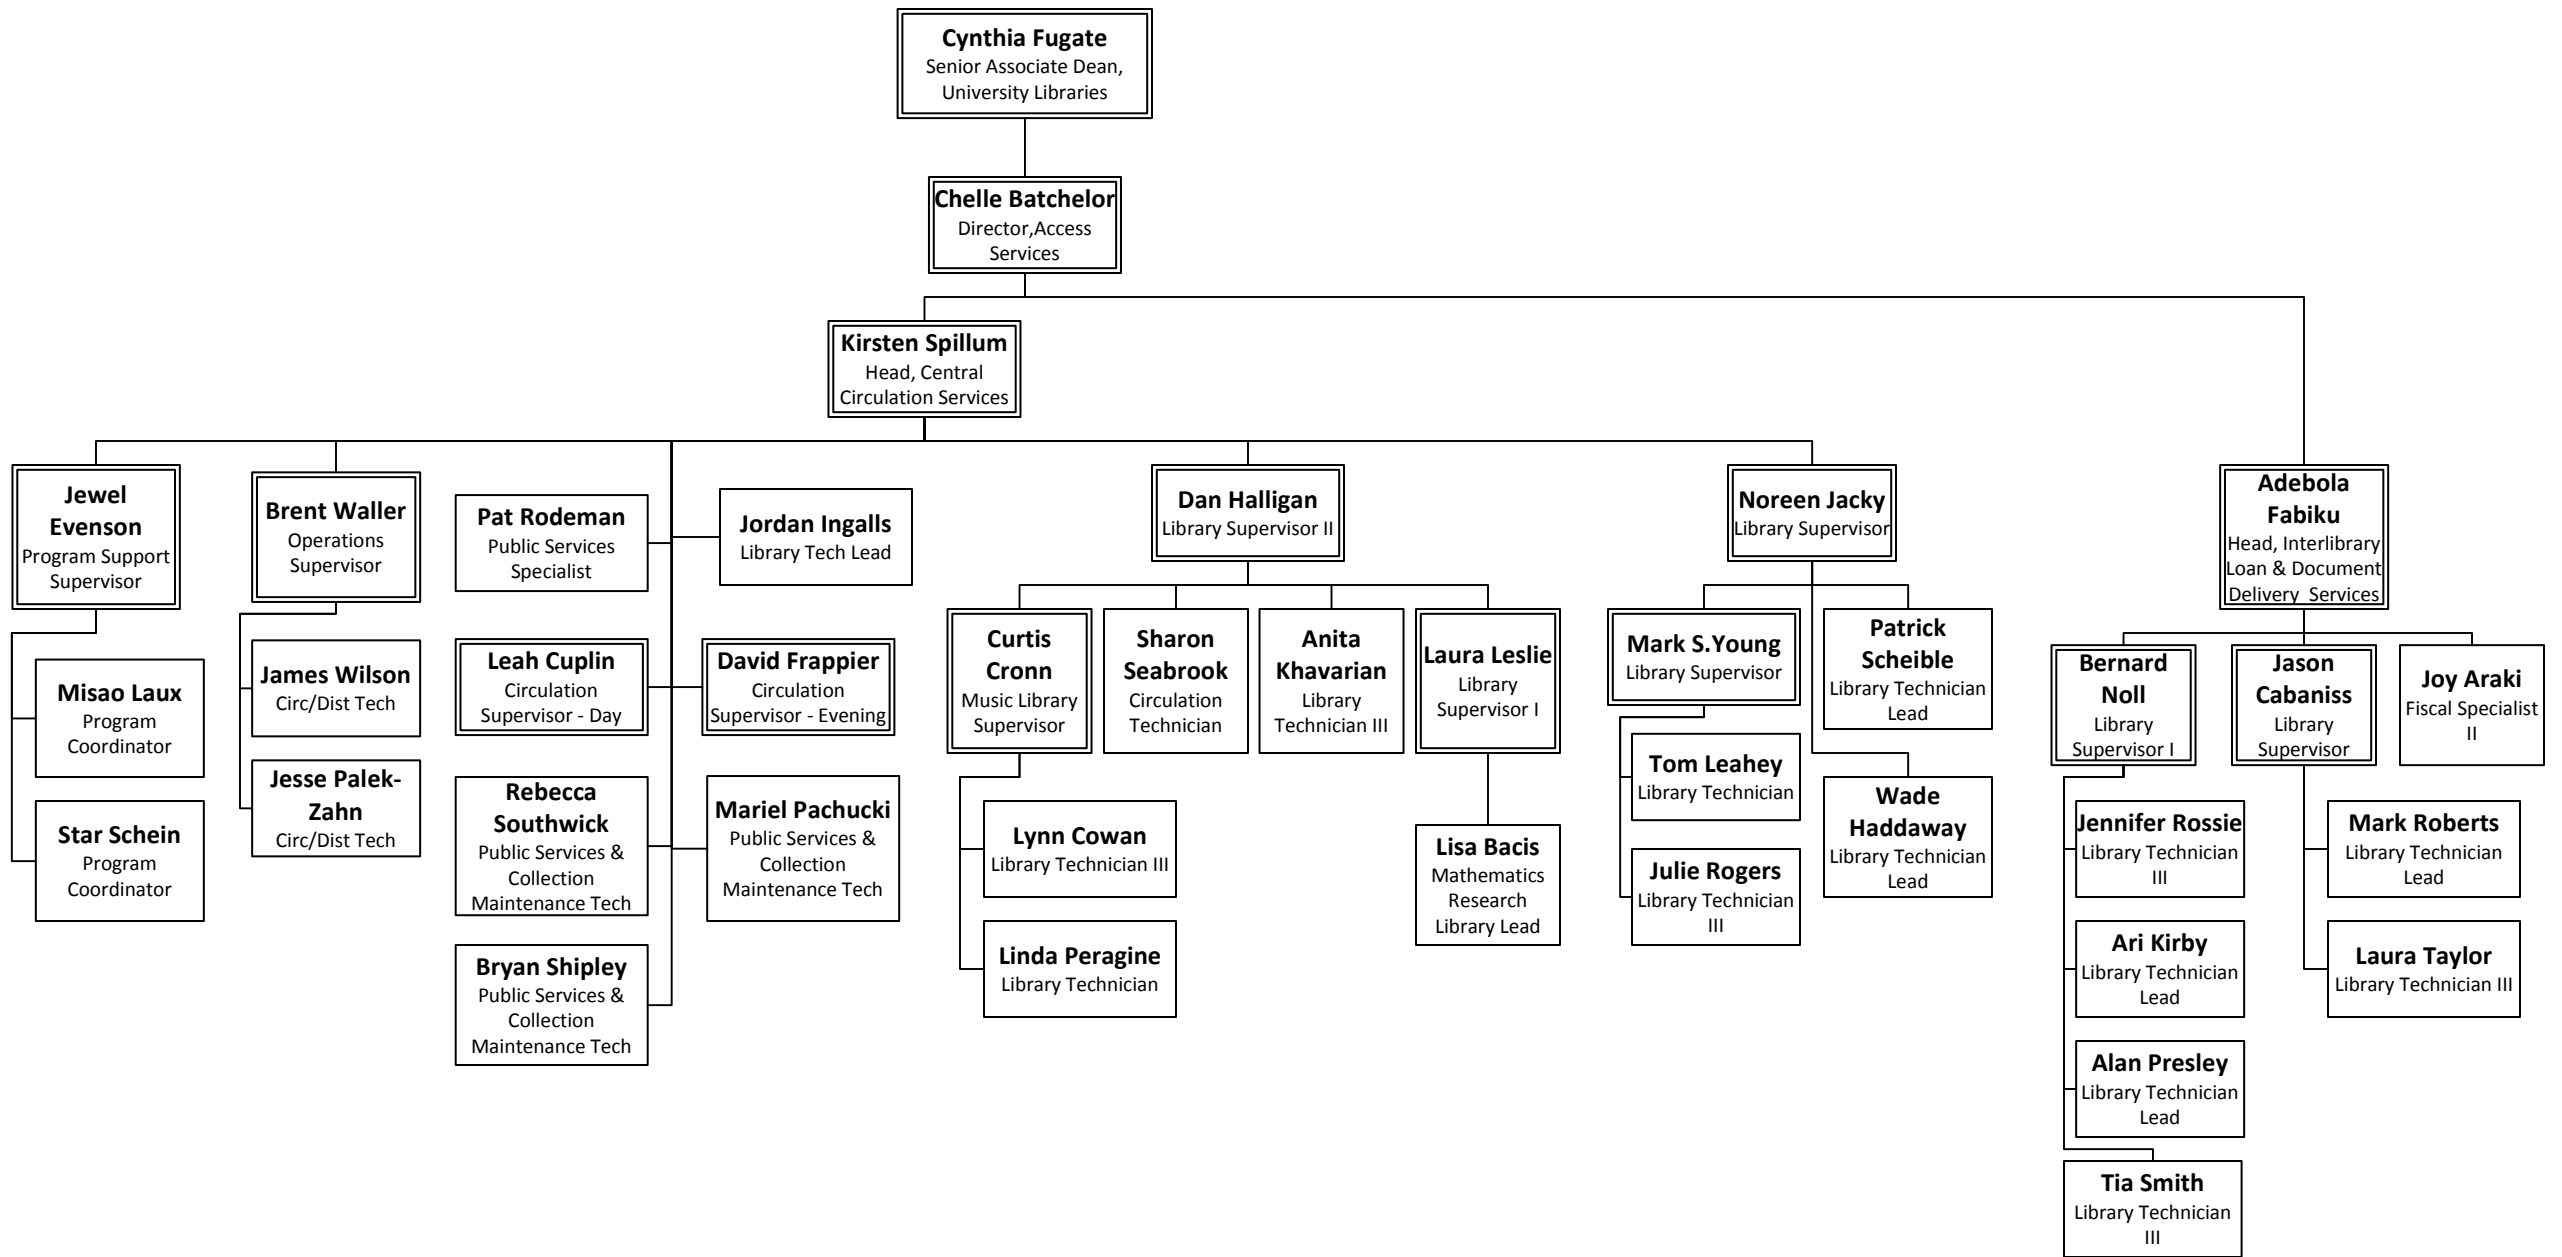 Cynthia Fugate
Senior Associate Dean,
University Libraries
Chelle Batchelor
Director,Access
Services
Kirsten Spillum
Head, Central
Circulation Services
Jewel
Evenson
Program Support
Supervisor
Misao Laux
Program
Coordinator
Star Schein
Program
Coordinator
Brent Waller
Operations
Supervisor
James Wilson
Circ/Dist Tech
Jesse Palek-
Zahn
Circ/Dist Tech
Pat Rodeman
Public Services
Specialist
Jordan Ingalls
Library Tech Lead
Leah Cuplin
Circulation
Supervisor - Day
David Frappier
Circulation
Supervisor - Evening
Rebecca
Southwick
Public Services &
Collection
Maintenance Tech
Mariel Pachucki
Public Services &
Collection
Maintenance Tech
Bryan Shipley
Public Services &
Collection
Maintenance Tech
Dan Halligan
Library Supervisor II
Curtis
Cronn
Music Library
Supervisor
Lynn Cowan
Library Technician III
Linda Peragine
Library Technician
Sharon
Seabrook
Circulation
Technician
Anita
Khavarian
Library
Technician III
Laura Leslie
Library
Supervisor I
Lisa Bacis
Mathematics
Research
Library Lead
Noreen Jacky
Library Supervisor
Mark S.Young
Library Supervisor
Tom Leahey
Library Technician
Julie Rogers
Library Technician
III
Patrick
Scheible
Library Technician
Lead
Wade
Haddaway
Library Technician
Lead
Adebola
Fabiku
Head, Interlibrary
Loan & Document
Delivery  Services
Bernard
Noll
Library
Supervisor I
Jennifer Rossie
Library Technician
III
Ari Kirby
Library Technician
Lead
Alan Presley
Library Technician
Lead
Tia Smith
Library Technician
III
Jason
Cabaniss
Library
Supervisor
Mark Roberts
Library Technician
Lead
Laura Taylor
Library Technician III
Joy Araki
Fiscal Specialist
II